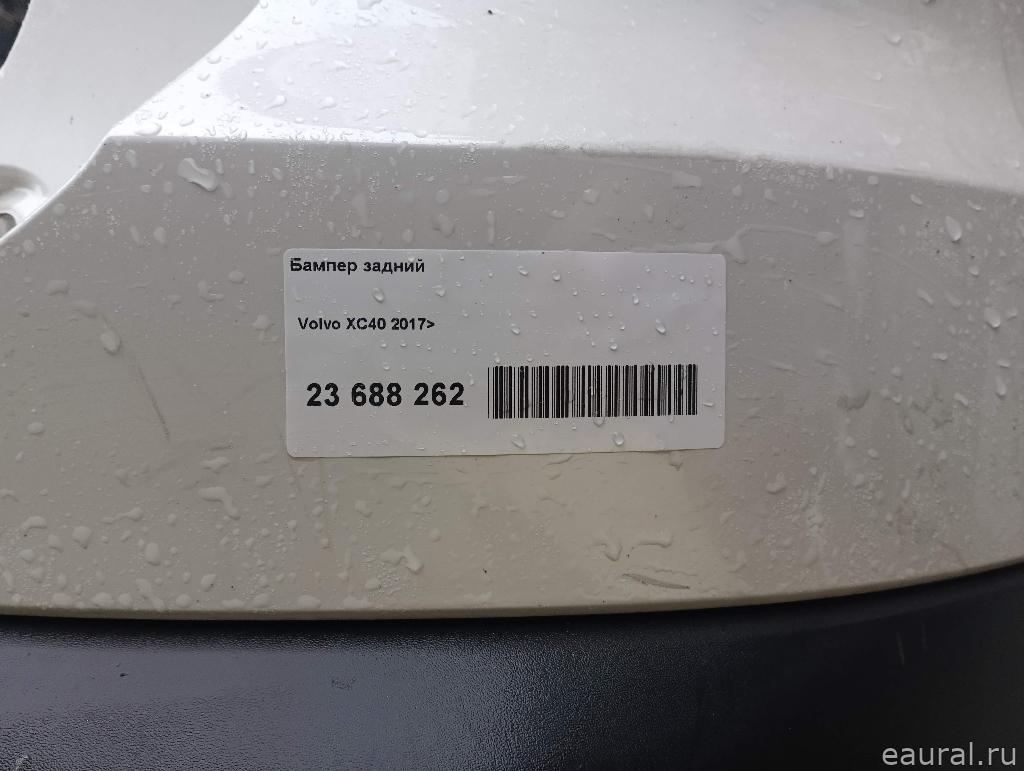 Бампер задний
Volvo XC40 2017>
23 688 262
eaural.ru